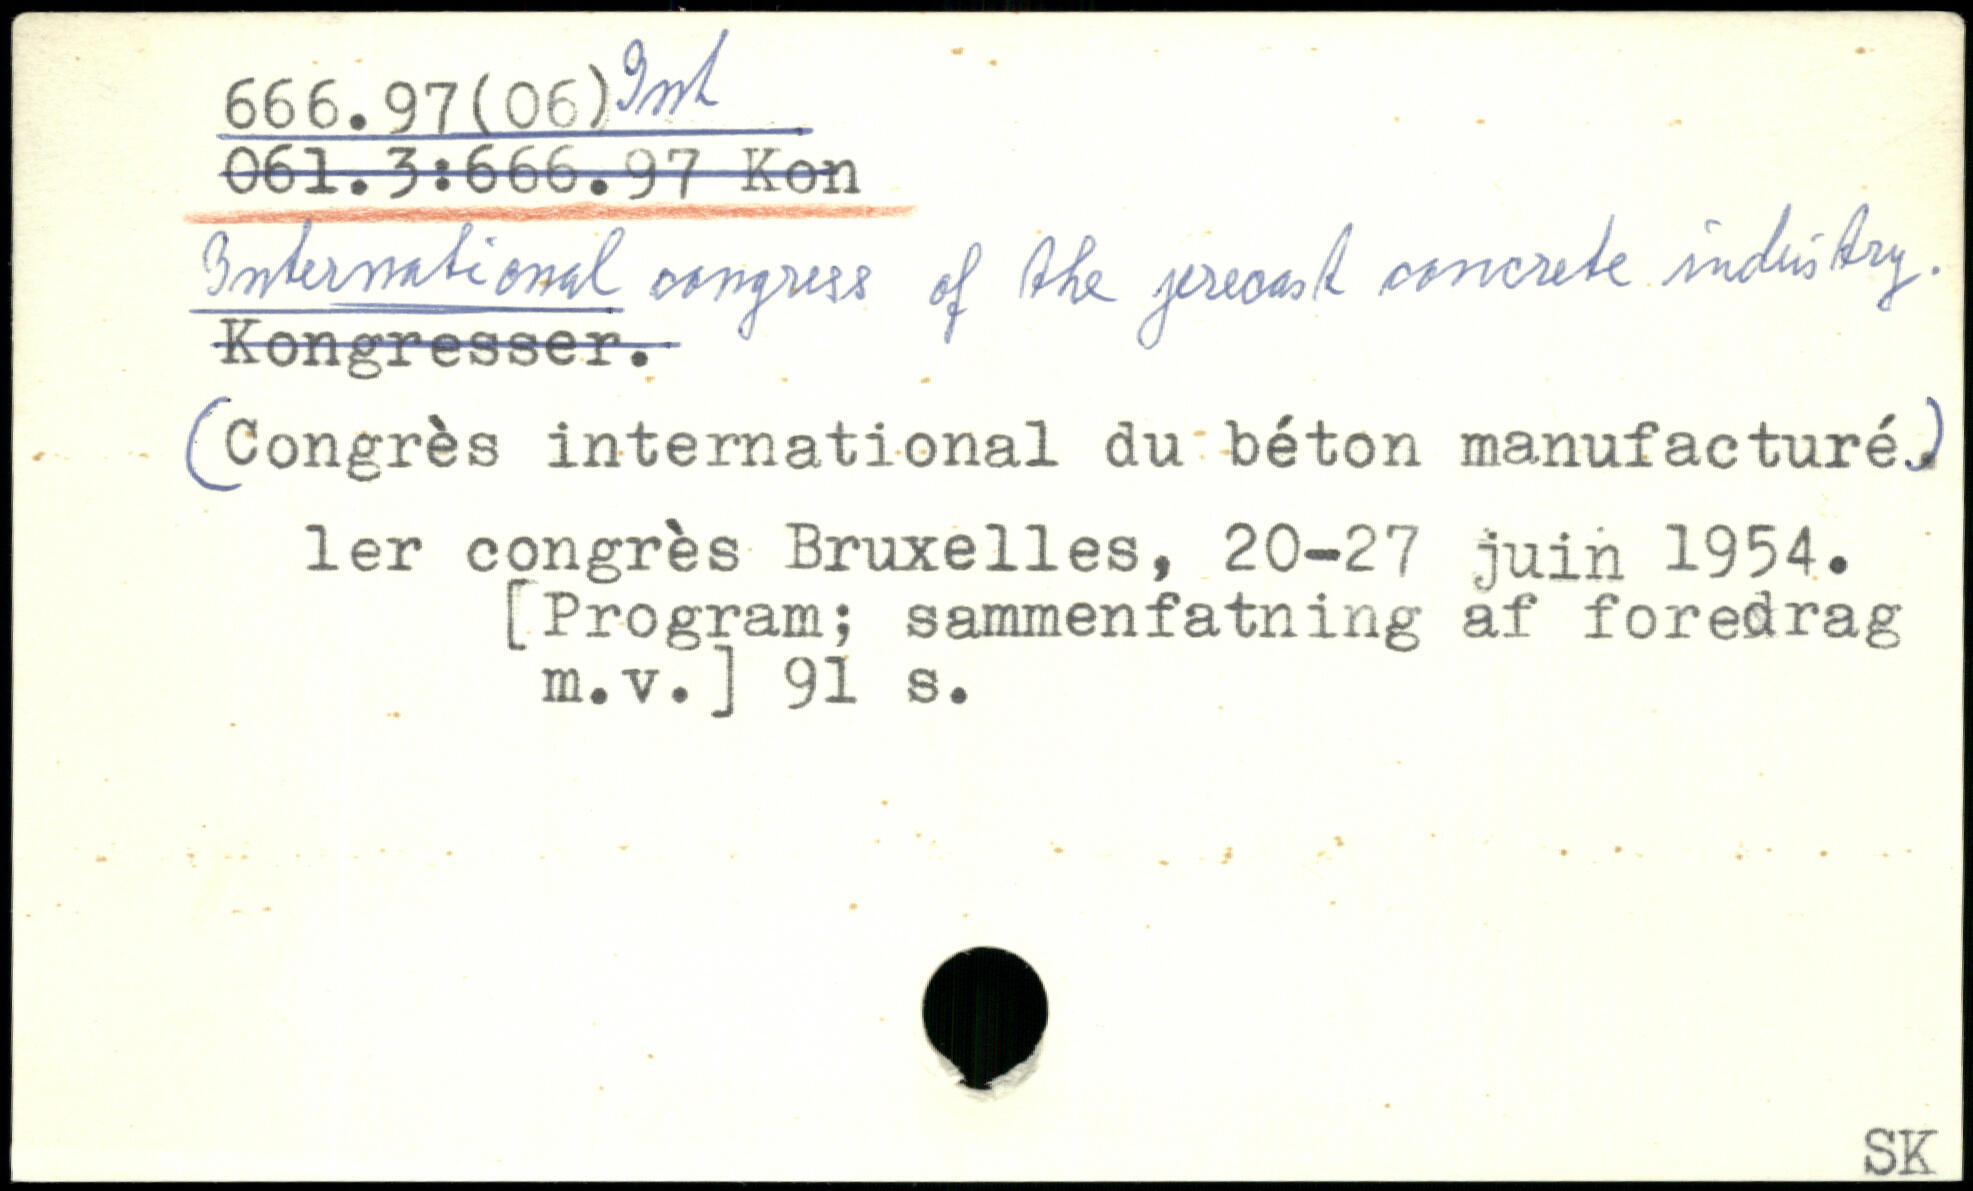 666.97(06) Int
061.3:666.97 Kon
International congress of the precast concrete industry.
Kongresser.
(Congrès international du béton manufacturé.)
1er congrès Bruxelles, 20-27 juin 1954.
[Program; sammenfatning af foredrag
m.v.] 91 s.
SK